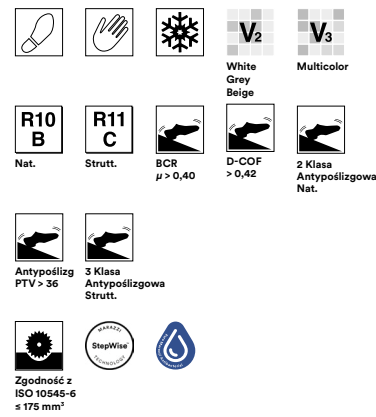 V2
V3
White
Grey
Beige
Multicolor
R10
B
R11
C
Nat.
Strutt.
BCR
µ > 0,40
D-COF
> 0,42
2 Klasa
Antypoślizgowa
Nat.
Antypoślizg
PTV > 36
3 Klasa
Antypoślizgowa
Strutt.
MARAZZI
StepWise™
TECHNOLOGY
Zgodność z
ISO 10545-6
≤ 175 mm³